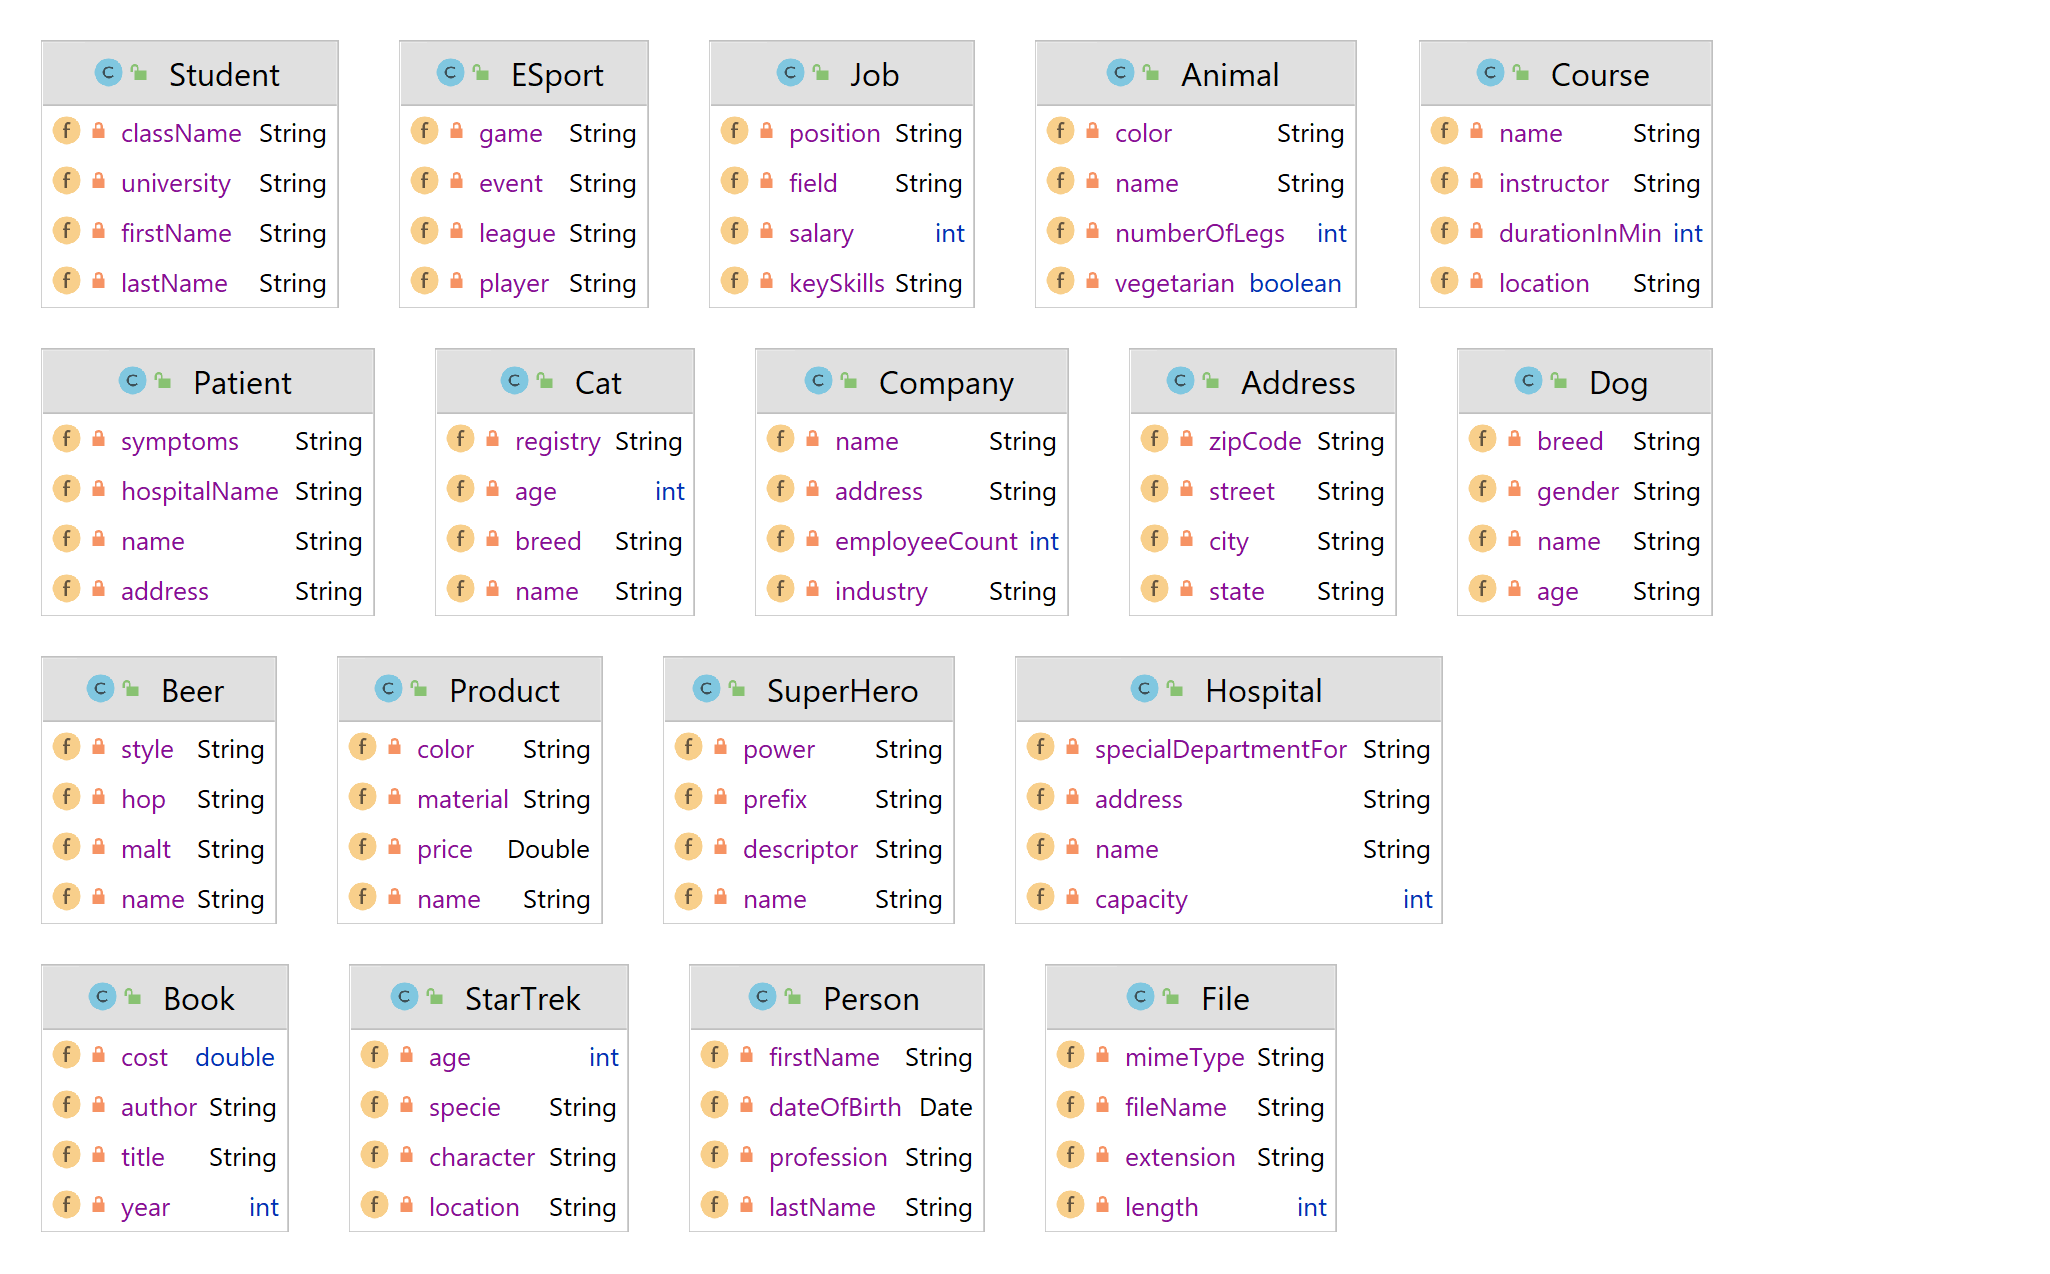 Student
className String
university String
firstName String
lastName String
ESport
game String
event String
league String
player String
Job
position String
field String
salary int
keySkills String
Animal
color String
name String
numberOfLegs int
vegetarian boolean
Course
name String
instructor String
durationInMin int
location String
Patient
symptoms String
hospitalName String
name String
address String
Cat
registry String
age int
breed String
name String
Company
name String
address String
employeeCount int
industry String
Address
zipCode String
street String
city String
state String
Dog
breed String
gender String
name String
age String
Beer
style String
hop String
malt String
name String
Product
color String
material String
price Double
name String
SuperHero
power String
prefix String
descriptor String
name String
Hospital
specialDepartmentFor String
address String
name String
capacity int
Book
cost double
author String
title String
year int
StarTrek
age int
specie String
character String
location String
Person
firstName String
dateOfBirth Date
profession String
lastName String
File
mimeType String
fileName String
extension String
length int